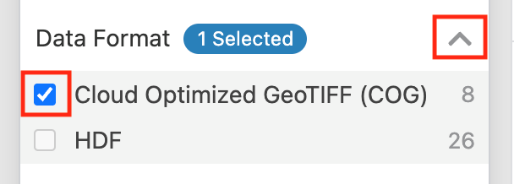 Data Format 1 Selected
Cloud Optimized GeoTIFF (COG) 8
HDF 26